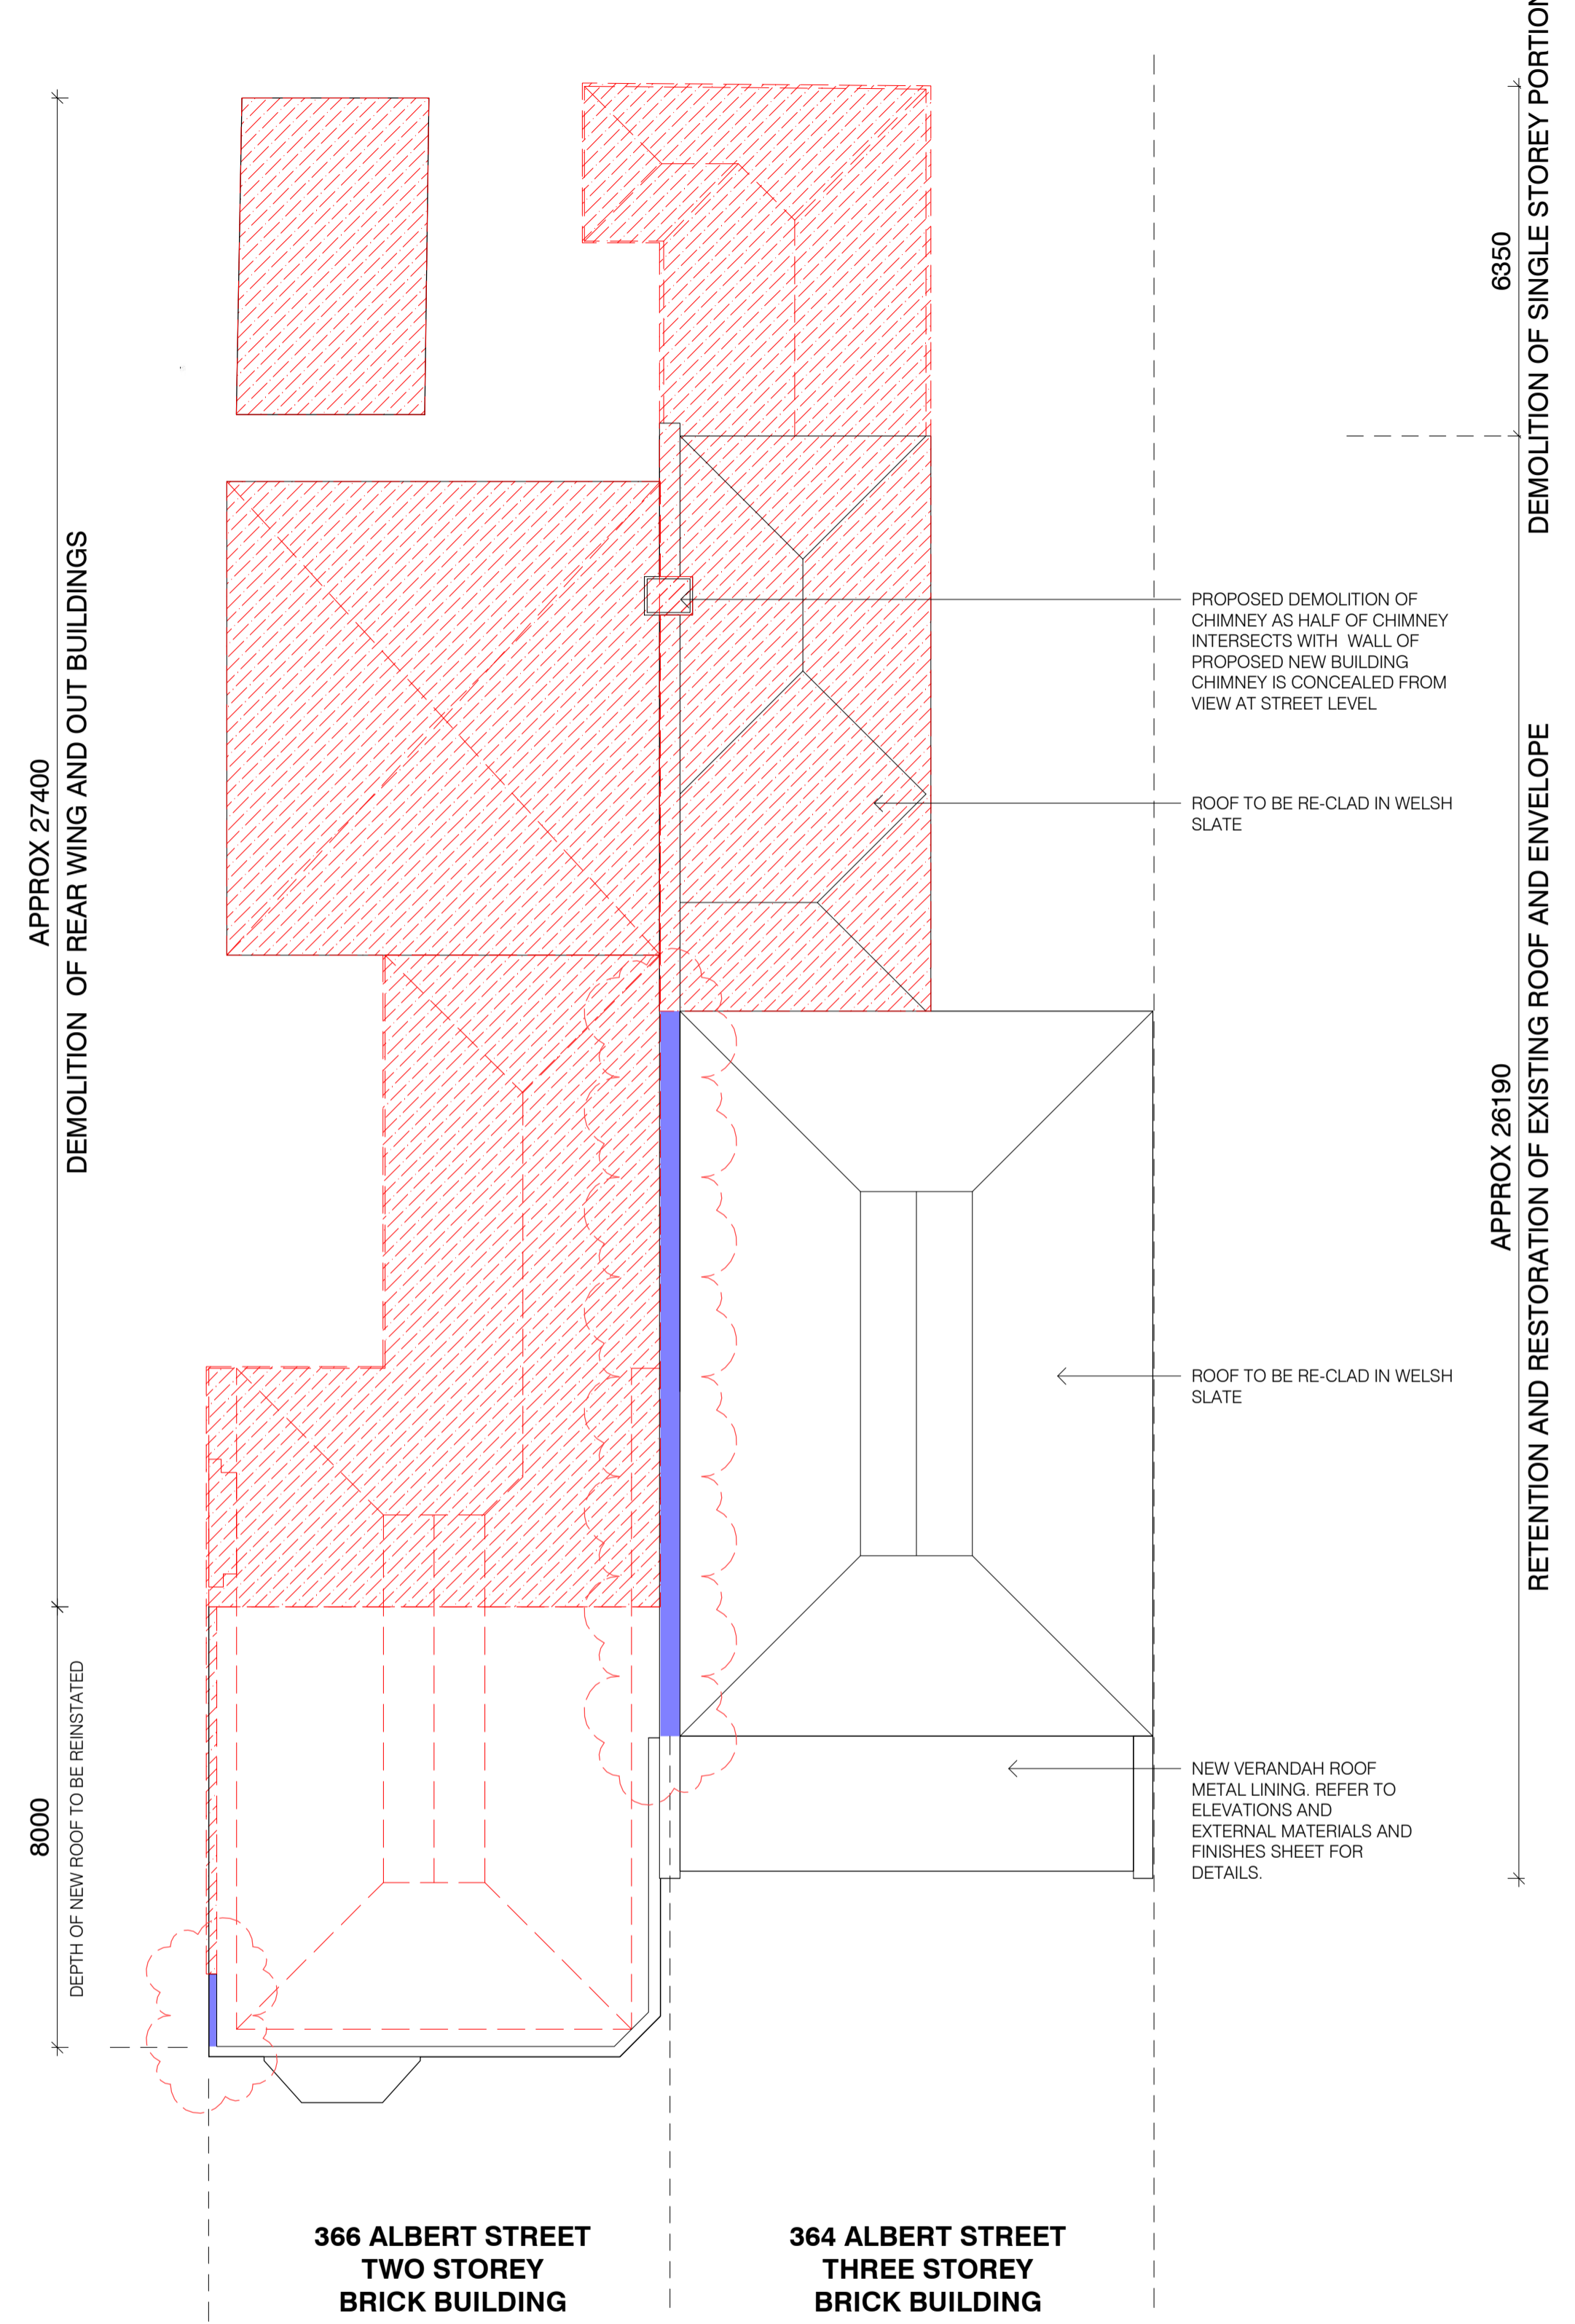 APPROX 27400
DEMOLITION OF REAR WING AND OUT BUILDINGS
8000
DEPTH OF NEW ROOF TO BE REINSTATED
PROPOSED DEMOLITION OF
CHIMNEY AS HALF OF CHIMNEY
INTERSECTS WITH WALL OF
PROPOSED NEW BUILDING
CHIMNEY IS CONCEALED FROM
VIEW AT STREET LEVEL
ROOF TO BE RE-CLAD IN WELSH
SLATE
ROOF TO BE RE-CLAD IN WELSH
SLATE
NEW VERANDAH ROOF
METAL LINING. REFER TO
ELEVATIONS AND
EXTERNAL MATERIALS AND
FINISHES SHEET FOR
DETAILS.
6350
DEMOLITION OF SINGLE STOREY PORTION
APPROX 26190
RETENTION AND RESTORATION OF EXISTING ROOF AND ENVELOPE
366 ALBERT STREET
TWO STOREY
BRICK BUILDING
364 ALBERT STREET
THREE STOREY
BRICK BUILDING